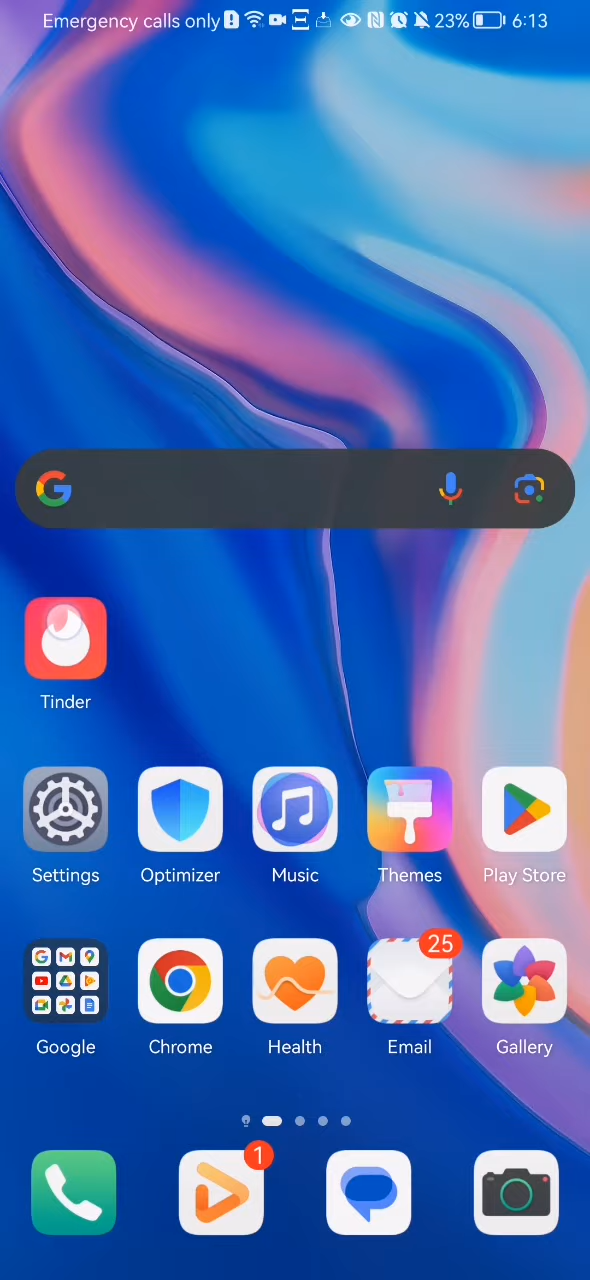 Emergency calls only 23% 6:13
Tinder
Settings Optimizer Music Themes Play Store
25
Google Chrome Health Email Gallery
1